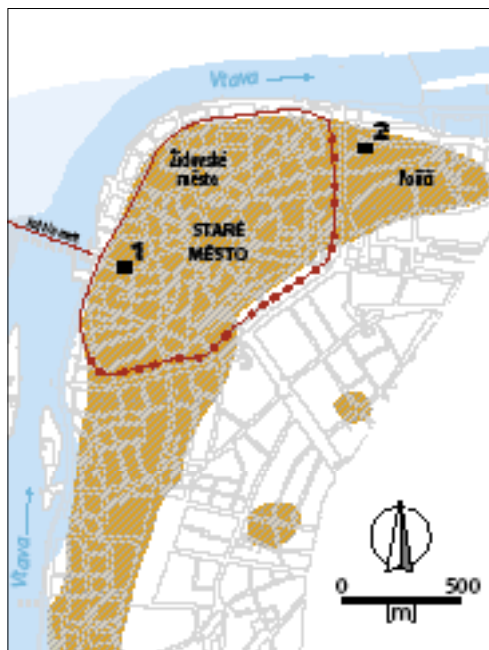 Vltava
2
Židovské
město
Poříčí
STARÉ
MĚSTO
1
Vltava
0 500
[m]